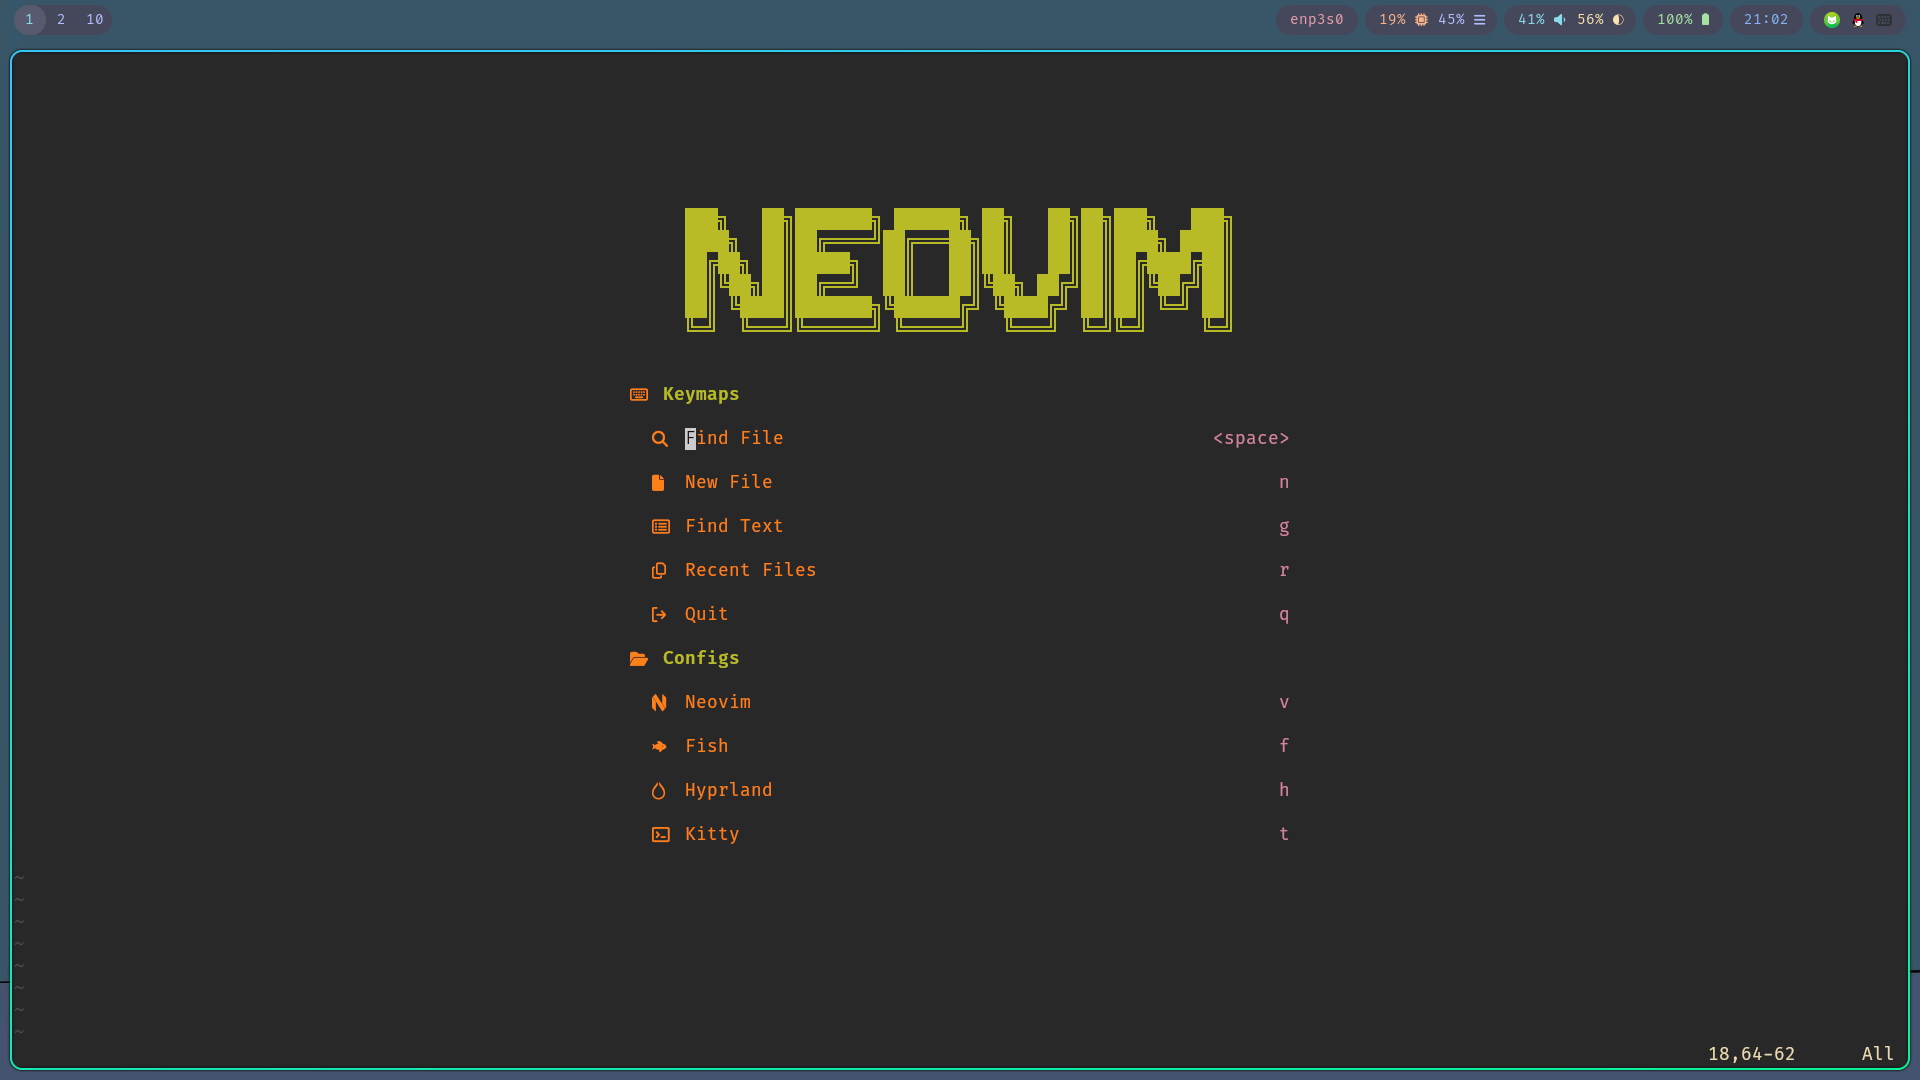 1 2 10 enp3s0 19% 45% 41% 56% 100% 21:02
NEOVIM
Keymaps
Find File <space>
New File n
Find Text g
Recent Files r
Quit q
Configs
Neovim v
Fish f
Hyprland h
Kitty t
~
~
~
~
~
~
~
~
18,64-62 All